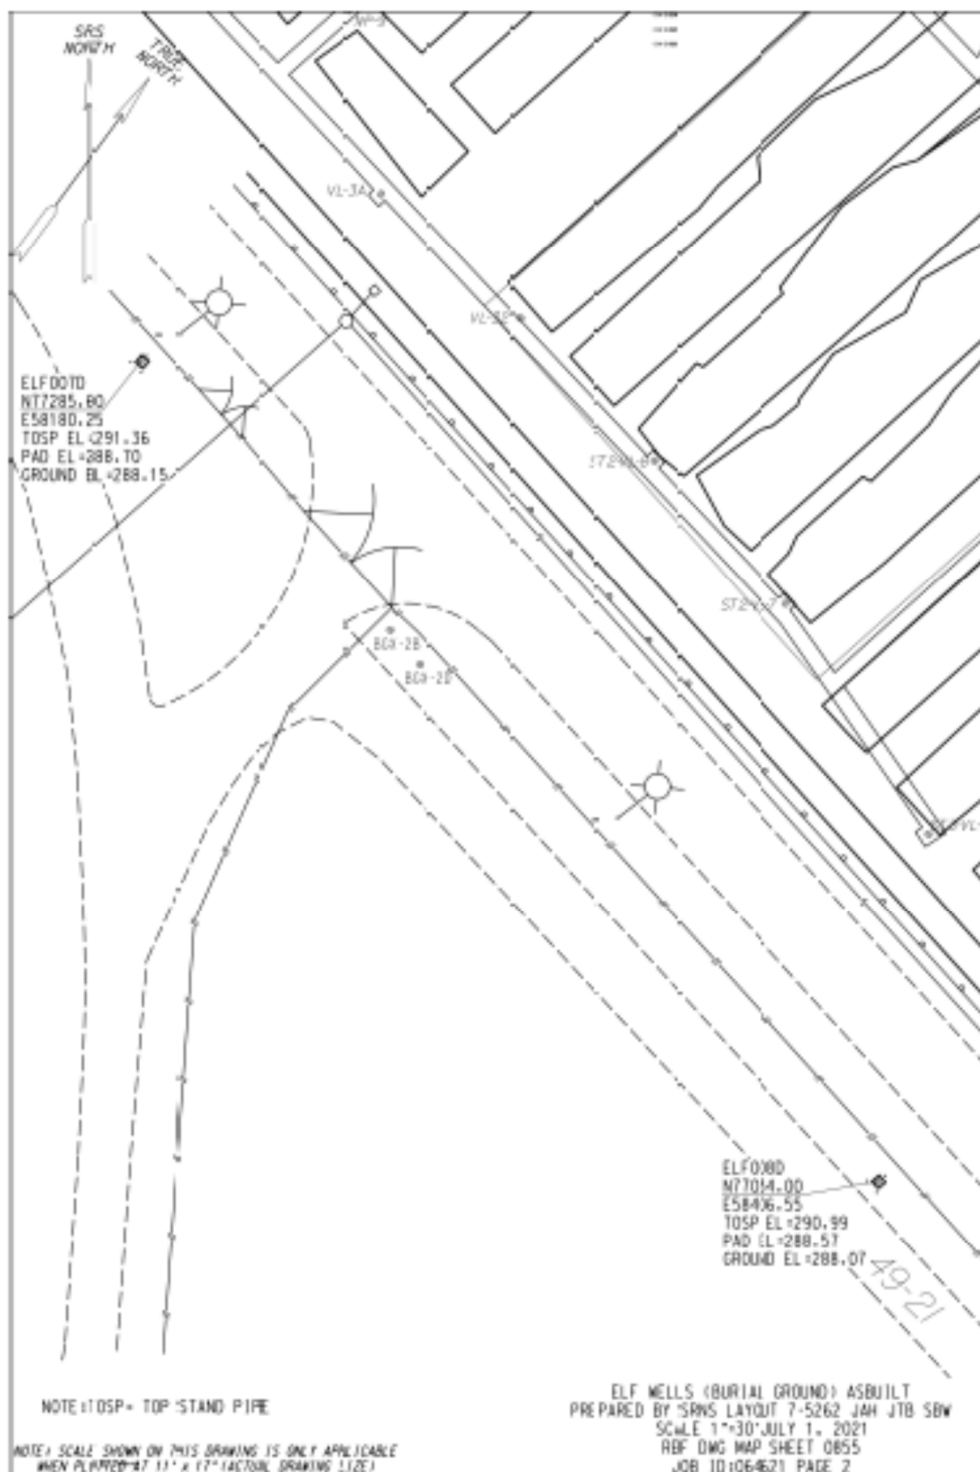 SRS
NORTH
TRUE
NORTH
VL-3A
ELF007D
N77285.80
E58180.25
TOSP EL=291.36
PAD EL=288.70
GROUND EL=288.15
BGX-2B
BGX-2D
ELF008D
E58406.55
TOSP EL=290.99
PAD EL=288.57
GROUND EL=288.07
49-21
NOTE:TOSP= TOP STAND PIPE
NOTE: SCALE SHOWN ON THIS DRAWING IS ONLY APPLICABLE
WHEN PLOTTED AT 11" x 17" (ACTUAL DRAWING SIZE)
ELF WELLS (BURIAL GROUND) ASBUILT
PREPARED BY SRNS LAYOUT 7-5262 JAH JTB SBW
SCALE 1"=30' JULY 1, 2021
RBF DWG MAP SHEET 0855
JOB ID:064621 PAGE 2